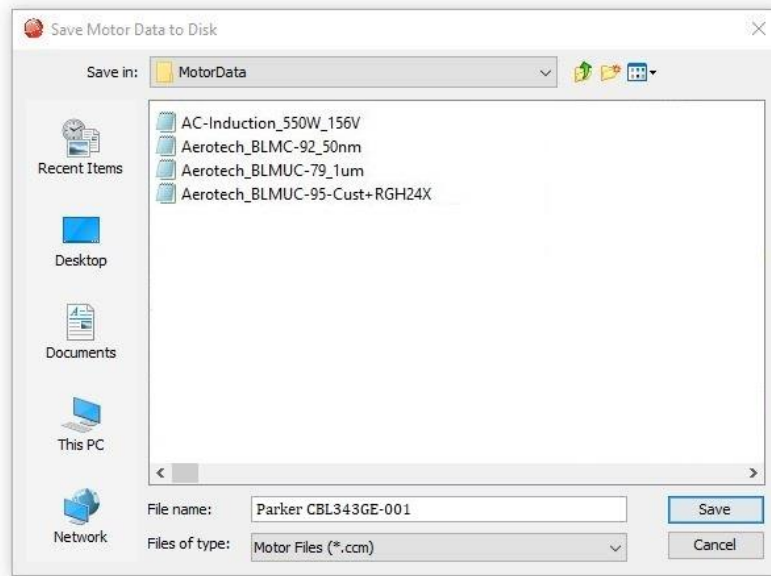 Save Motor Data to Disk
Save in: MotorData
AC-Induction_550W_156V
Aerotech_BLMC-92_50nm
Aerotech_BLMUC-79_1um
Aerotech_BLMUC-95-Cust+RGH24X
Recent Items
Desktop
Documents
This PC
Network
File name: Parker CBL343GE-001 Save
Files of type: Motor Files (*.ccm) Cancel